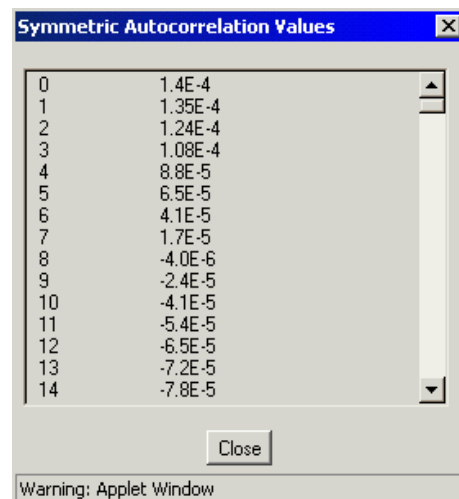 Symmetric Autocorrelation Values
0 1.4E-4
1 1.35E-4
2 1.24E-4
3 1.08E-4
4 8.8E-5
5 6.5E-5
6 4.1E-5
7 1.7E-5
8 -4.0E-6
9 -2.4E-5
10 -4.1E-5
11 -5.4E-5
12 -6.5E-5
13 -7.2E-5
14 -7.8E-5
Close
Warning: Applet Window